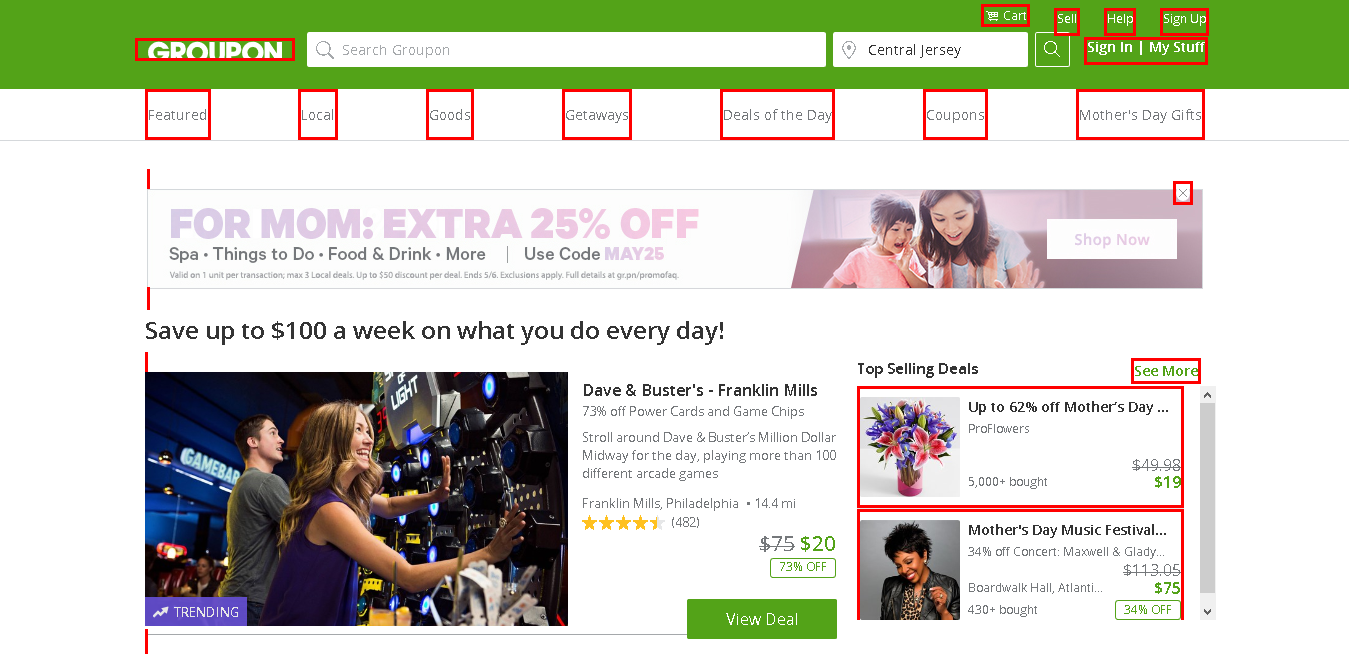 Cart
Sell
Help
Sign Up
GROUPON
Search Groupon
Central Jersey
Sign In | My Stuff
Featured
Local
Goods
Getaways
Deals of the Day
Coupons
Mother's Day Gifts
FOR MOM: EXTRA 25% OFF
Spa • Things to Do • Food & Drink • More | Use Code MAY25
Valid on 1 unit per transaction; max 3 Local deals. Up to $50 discount per deal. Ends 5/6. Exclusions apply. Full details at gr.pn/promofaq.
Shop Now
Save up to $100 a week on what you do every day!
GAMEBAR
OF
LIGHT
TRENDING
Dave & Buster's - Franklin Mills
73% off Power Cards and Game Chips
Stroll around Dave & Buster's Million Dollar
Midway for the day, playing more than 100
different arcade games
Franklin Mills, Philadelphia • 14.4 mi
(482)
$75 $20
73% OFF
View Deal
Top Selling Deals
See More
Up to 62% off Mother's Day ...
ProFlowers
$49.98
5,000+ bought
$19
Mother's Day Music Festival...
34% off Concert: Maxwell & Glady...
$113.05
Boardwalk Hall, Atlanti...
$75
430+ bought
34% OFF